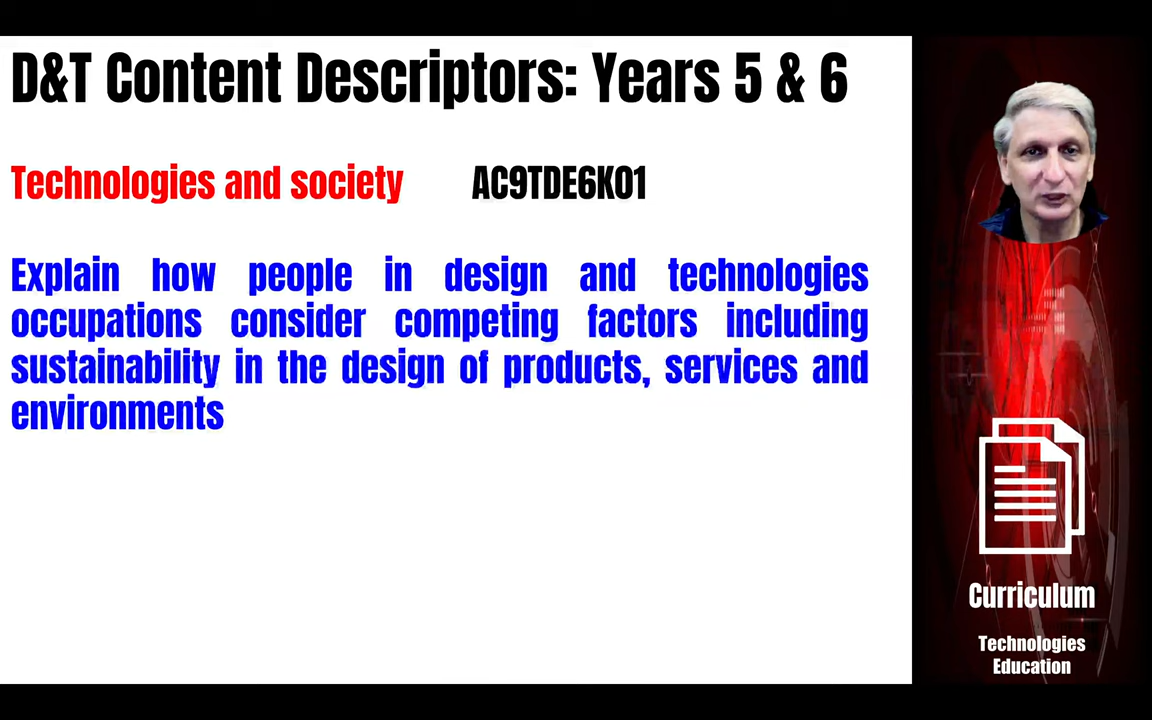 D&T Content Descriptors: Years 5 & 6
Technologies and society AC9TDE6K01
Explain how people in design and technologies
occupations consider competing factors including
sustainability in the design of products, services and
environments
Curriculum
Technologies
Education